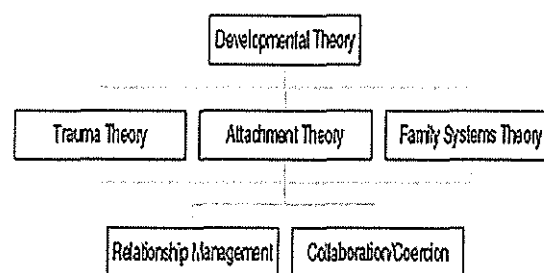 Developmental Theory
Trauma Theory
Attachment Theory
Family Systems Theory
Relationship Management
Collaboration/Coercion